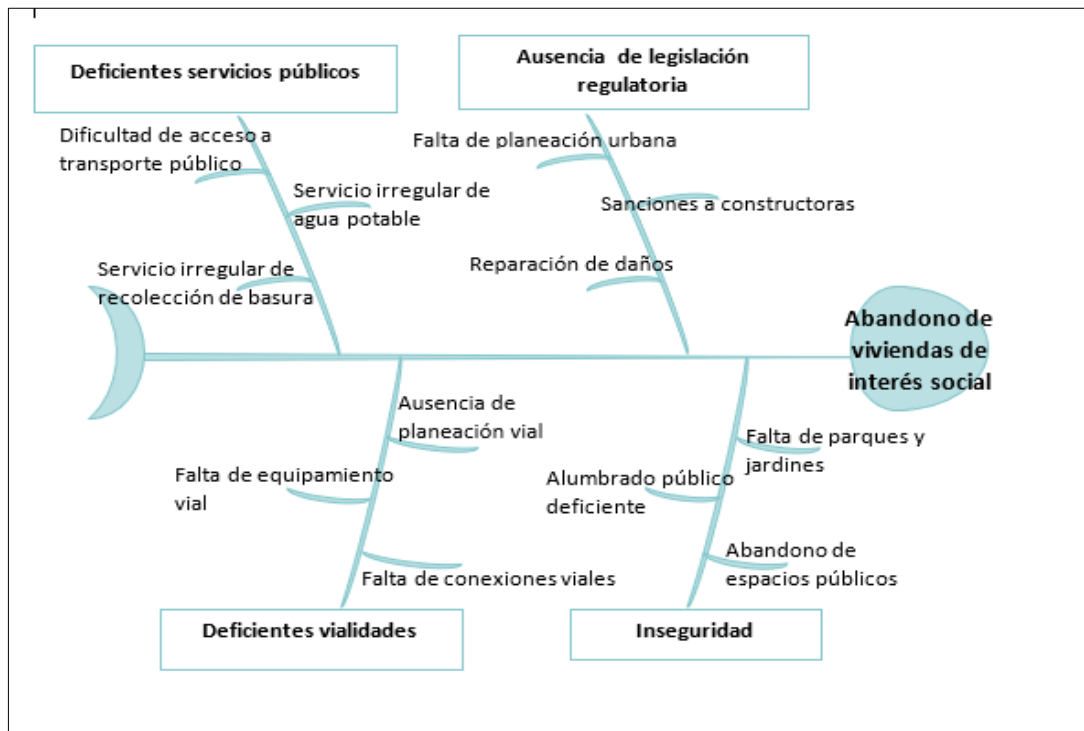 Deficientes servicios públicos
Ausencia de legislación
regulatoria
Dificultad de acceso a
transporte público
Servicio irregular de
agua potable
Servicio irregular de
recolección de basura
Falta de planeación urbana
Sanciones a constructoras
Reparación de daños
Abandono de
viviendas de
interés social
Ausencia de
planeación vial
Falta de equipamiento
vial
Falta de conexiones viales
Falta de parques y
jardines
Alumbrado público
deficiente
Abandono de
espacios públicos
Deficientes vialidades
Inseguridad